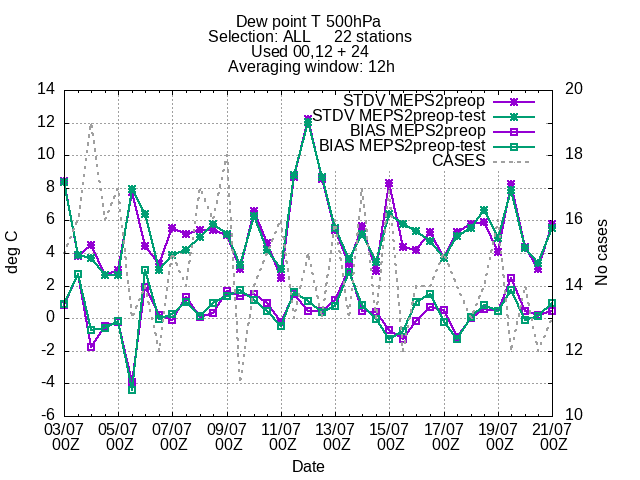 Dew point T 500hPa
Selection: ALL 22 stations
Used 00,12 + 24
Averaging window: 12h
STDV MEPS2preop
STDV MEPS2preop-test
BIAS MEPS2preop
BIAS MEPS2preop-test
CASES
deg C
14
12
10
8
6
4
2
0
-2
-4
-6
20
18
16
14
12
10
No cases
03/07 05/07 07/07 09/07 11/07 13/07 15/07 17/07 19/07 21/07
00Z 00Z 00Z 00Z 00Z 00Z 00Z 00Z 00Z 00Z
Date